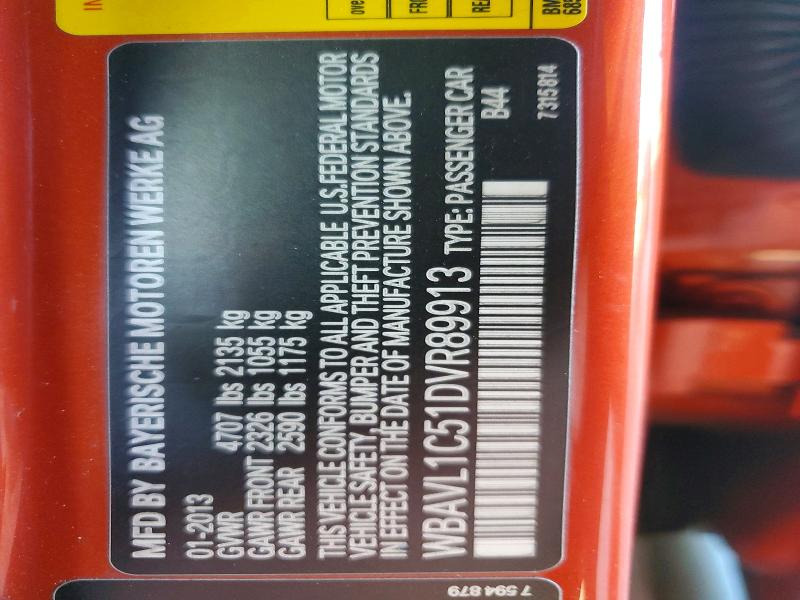 MFD BY BAYERISCHE MOTOREN WERKE AG
01-2013
GVWR 4707 lbs 2135 kg
GAWR FRONT 2326 lbs 1055 kg
GAWR REAR 2590 lbs 1175 kg
THIS VEHICLE CONFORMS TO ALL APPLICABLE U.S.FEDERAL MOTOR
VEHICLE SAFETY, BUMPER AND THEFT PREVENTION STANDARDS
IN EFFECT ON THE DATE OF MANUFACTURE SHOWN ABOVE.
WBAVL1C51DVR89913 TYPE: PASSENGER CAR
B44
7 315 814
7 594 879